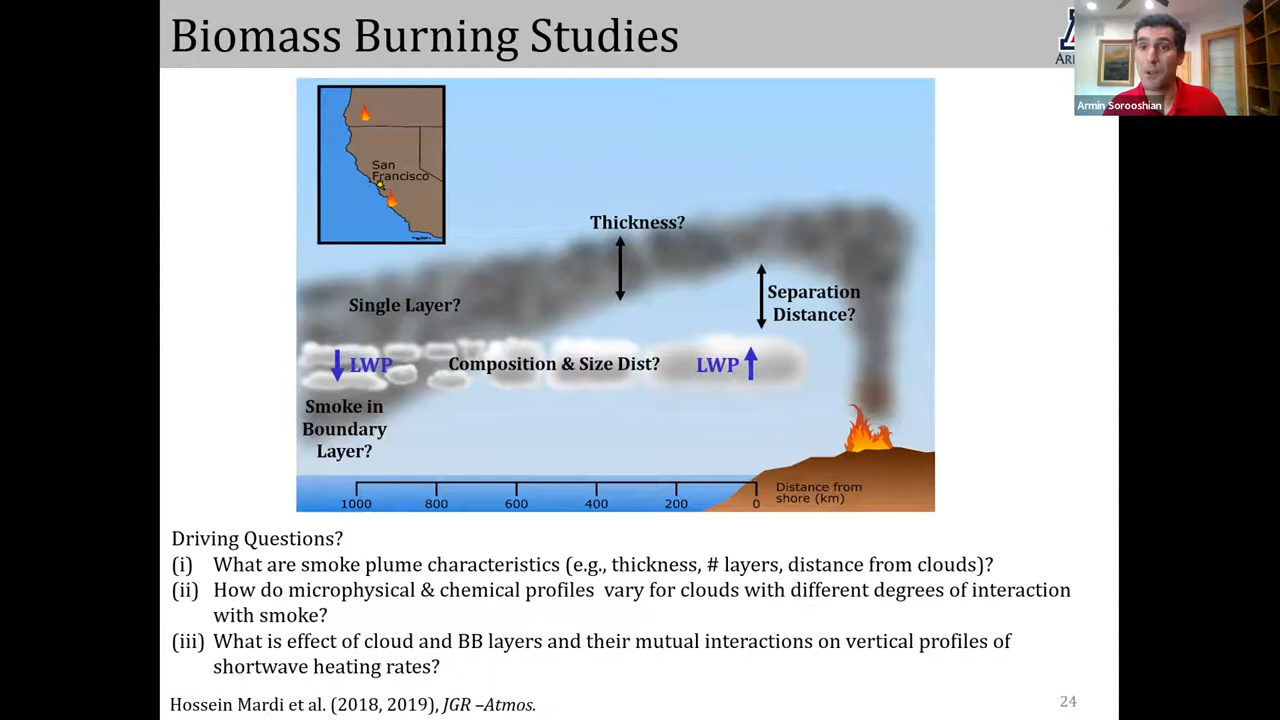 Biomass Burning Studies
Armin Sorooshian
San
Francisco
Thickness?
Single Layer?
Separation
Distance?
LWP
Composition & Size Dist?
LWP
Smoke in
Boundary
Layer?
1000
800
600
400
200
0
Distance from
shore (km)
Driving Questions?
(i) What are smoke plume characteristics (e.g., thickness, # layers, distance from clouds)?
(ii) How do microphysical & chemical profiles vary for clouds with different degrees of interaction
with smoke?
(iii) What is effect of cloud and BB layers and their mutual interactions on vertical profiles of
shortwave heating rates?
Hossein Mardi et al. (2018, 2019), JGR –Atmos.
24